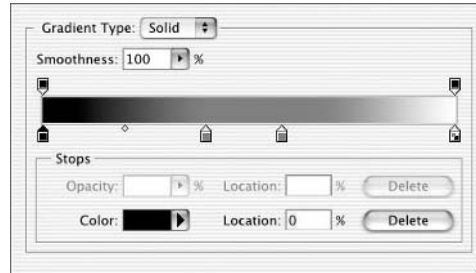 Gradient Type: Solid
Smoothness: 100 %
Stops
Opacity: % Location: % Delete
Color: Location: 0 % Delete